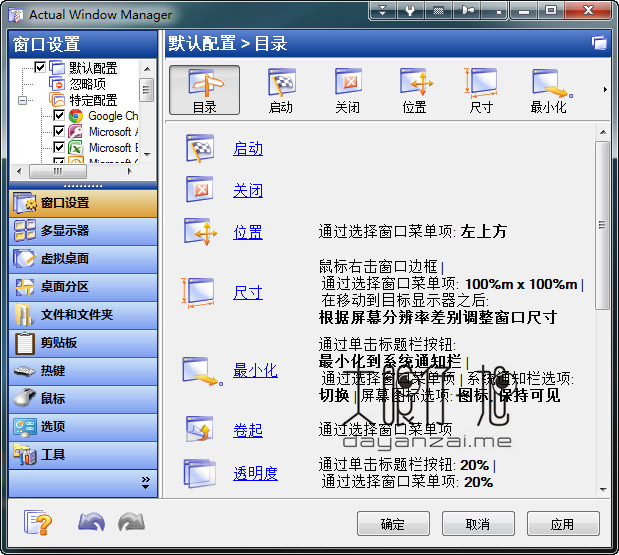 Actual Window Manager
窗口设置
默认配置 > 目录
默认配置
忽略项
特定配置
Google Ch
Microsoft A
Microsoft E
目录
启动
关闭
位置
尺寸
最小化
窗口设置
多显示器
虚拟桌面
桌面分区
文件和文件夹
剪贴板
热键
鼠标
选项
工具
»
启动
关闭
位置
通过选择窗口菜单项: 左上方
尺寸
鼠标右击窗口边框 |
通过选择窗口菜单项: 100%m x 100%m |
在移动到目标显示器之后:
根据屏幕分辨率差别调整窗口尺寸
最小化
通过单击标题栏按钮:
最小化到系统通知栏 |
通过选择窗口菜单项 | 系统通知栏选项:
切换 | 屏幕图标选项: 图标, 保持可见
卷起
通过选择窗口菜单项
透明度
通过单击标题栏按钮: 20% |
通过选择窗口菜单项: 20%
大眼仔旭
dayanzai.me
确定
取消
应用